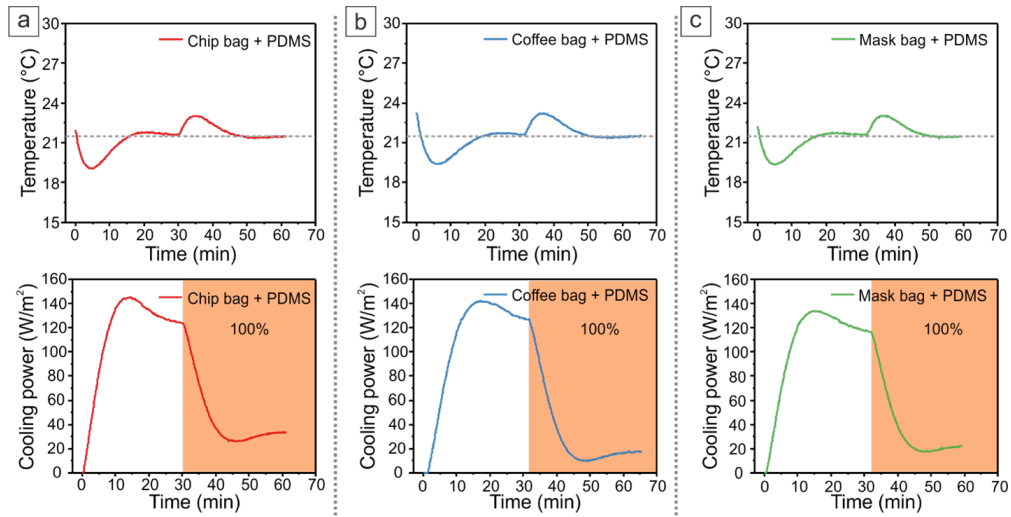 a
30
27
24
21
18
15
Temperature (°C)
Chip bag + PDMS
0 10 20 30 40 50 60 70
Time (min)
160
140
120
100
80
60
40
20
0
Cooling power (W/m²)
Chip bag + PDMS
100%
0 10 20 30 40 50 60 70
Time (min)
b
30
27
24
21
18
15
Temperature (°C)
Coffee bag + PDMS
0 10 20 30 40 50 60 70
Time (min)
160
140
120
100
80
60
40
20
0
Cooling power (W/m²)
Coffee bag + PDMS
100%
0 10 20 30 40 50 60 70
Time (min)
c
30
27
24
21
18
15
Temperature (°C)
Mask bag + PDMS
0 10 20 30 40 50 60 70
Time (min)
160
140
120
100
80
60
40
20
0
Cooling power (W/m²)
Mask bag + PDMS
100%
0 10 20 30 40 50 60 70
Time (min)